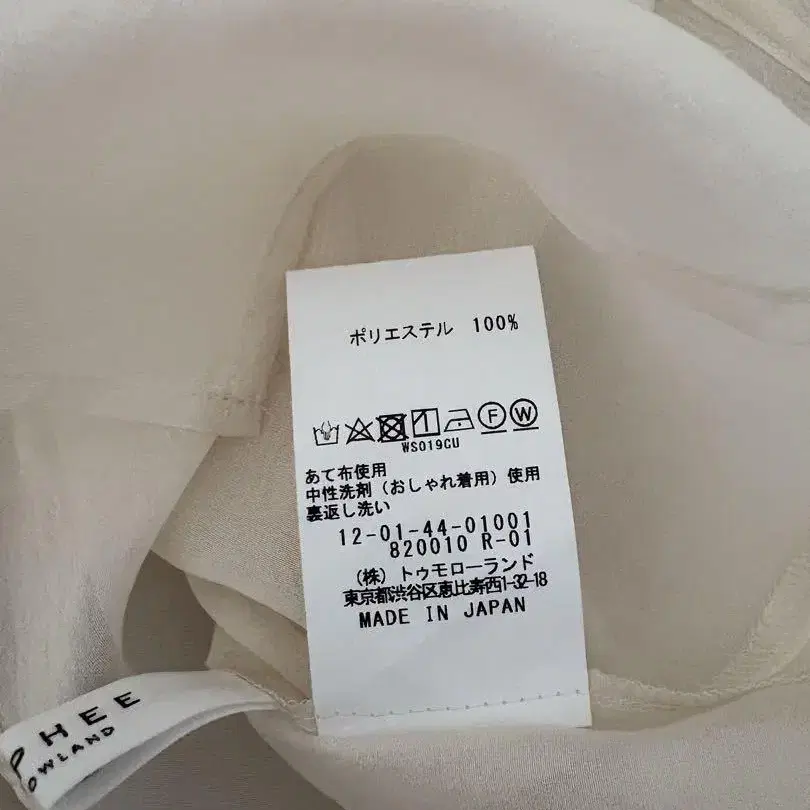 ポリエステル 100%
F W
WS019CU
あて布使用
中性洗剤（おしゃれ着用）使用
裏返し洗い
12-01-44-01001
820010 R-01
（株）トゥモローランド
東京都渋谷区恵比寿西1-32-18
MADE IN JAPAN
PHEE
OWLAND